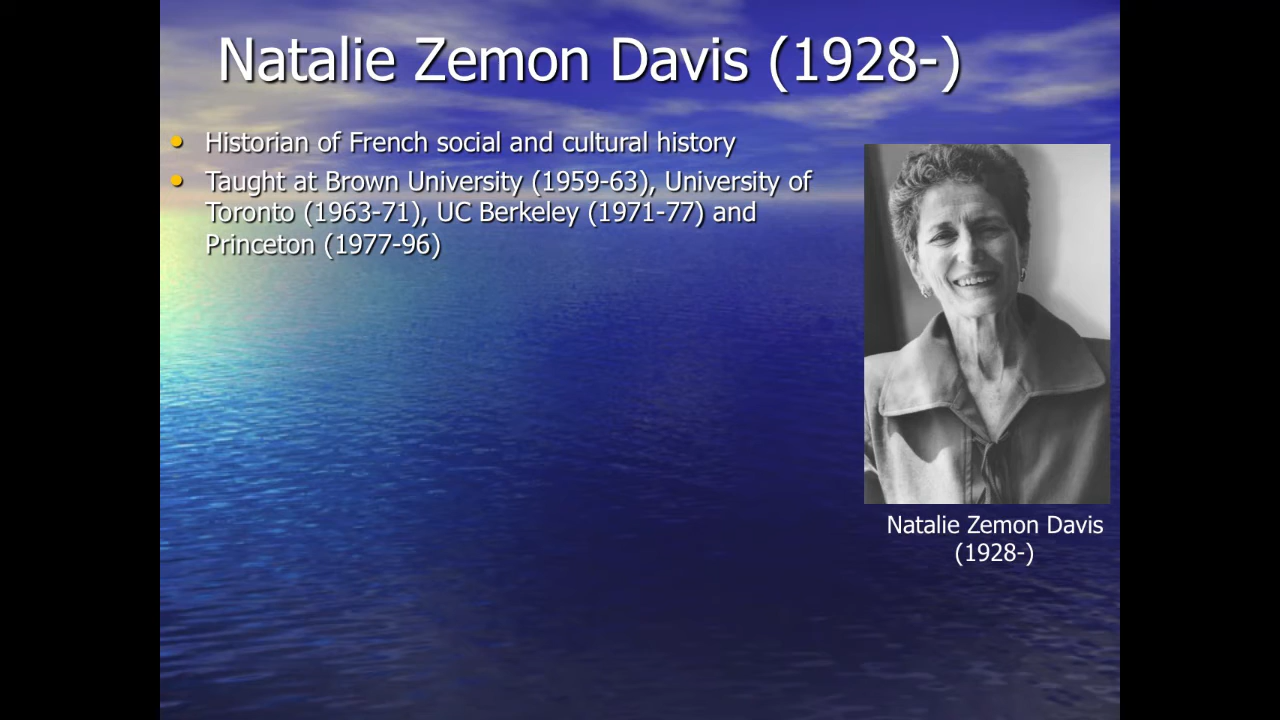 Natalie Zemon Davis (1928-)
• Historian of French social and cultural history
• Taught at Brown University (1959-63), University of
Toronto (1963-71), UC Berkeley (1971-77) and
Princeton (1977-96)
Natalie Zemon Davis
(1928-)